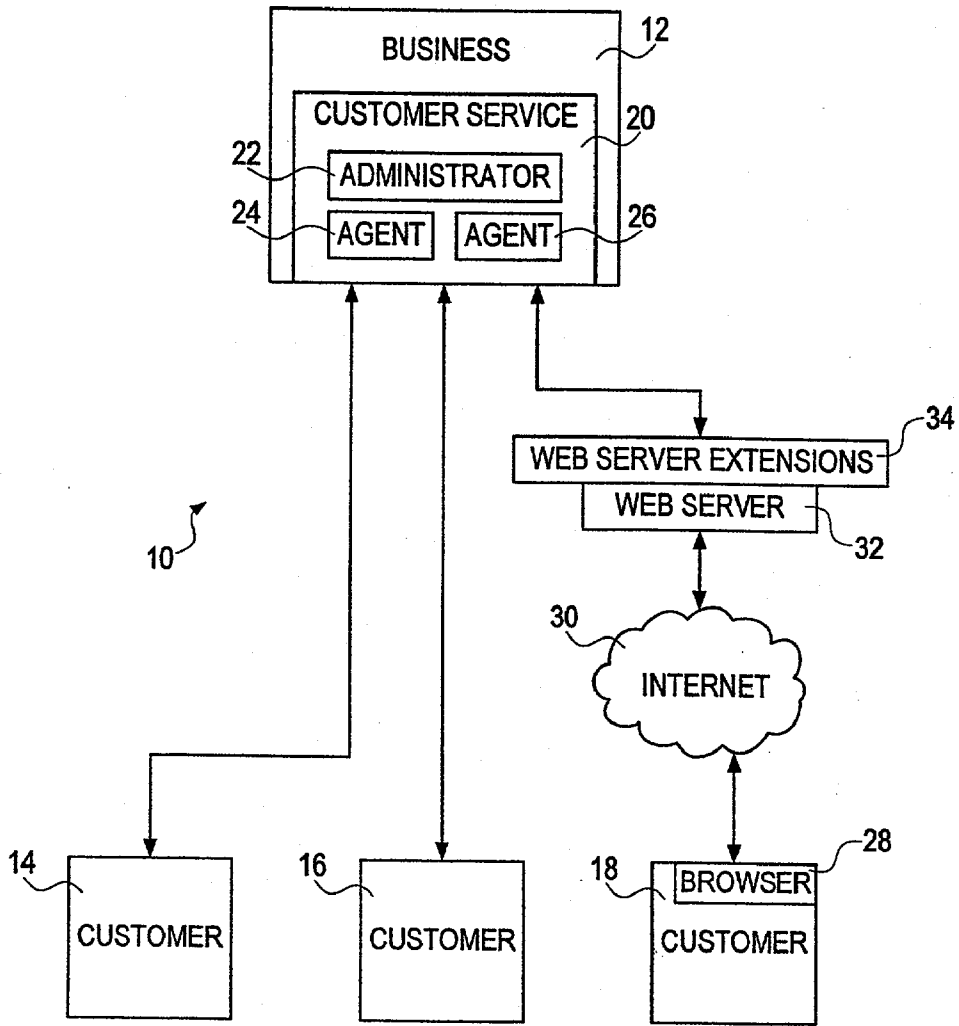 BUSINESS
12
CUSTOMER SERVICE
20
22
ADMINISTRATOR
24
AGENT
AGENT
26
34
WEB SERVER EXTENSIONS
WEB SERVER
32
10
30
INTERNET
14
CUSTOMER
16
CUSTOMER
18
BROWSER
28
CUSTOMER